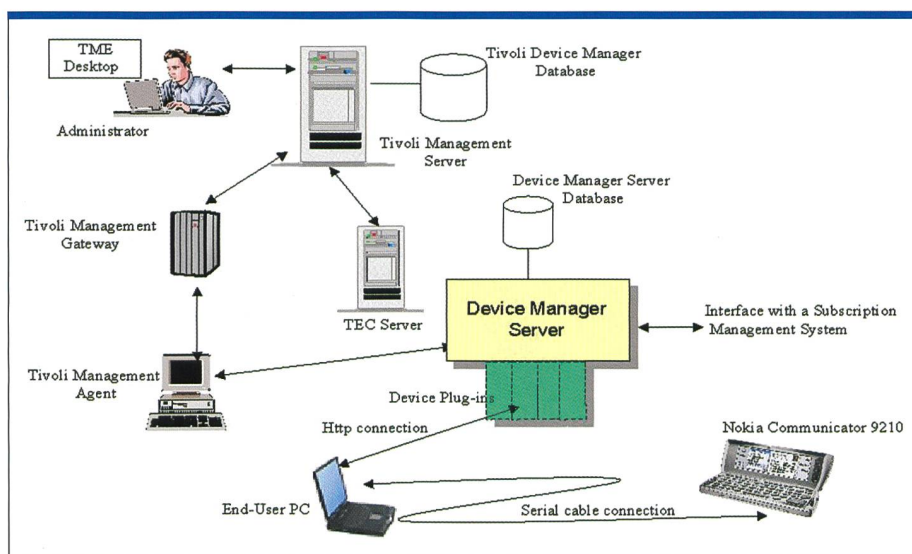 TME
Desktop
Administrator
Tivoli Device Manager
Database
Tivoli Management
Server
Device Manager Server
Database
Tivoli Management
Gateway
TEC Server
Device Manager
Server
Interface with a Subscription
Management System
Tivoli Management
Agent
Device Plug-ins
Http connection
Nokia Communicator 9210
End-User PC
Serial cable connection